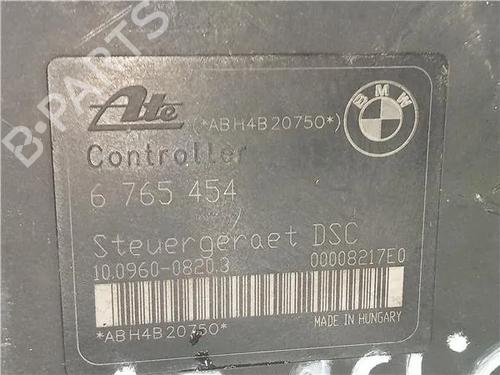 B-PARTS
Ate (*ABH4B20750*)
BMW
Controller
6 765 454
Steuergeraet DSC
10.0960-0820.3 00008217E0
*ABH4B20750*
MADE IN HUNGARY